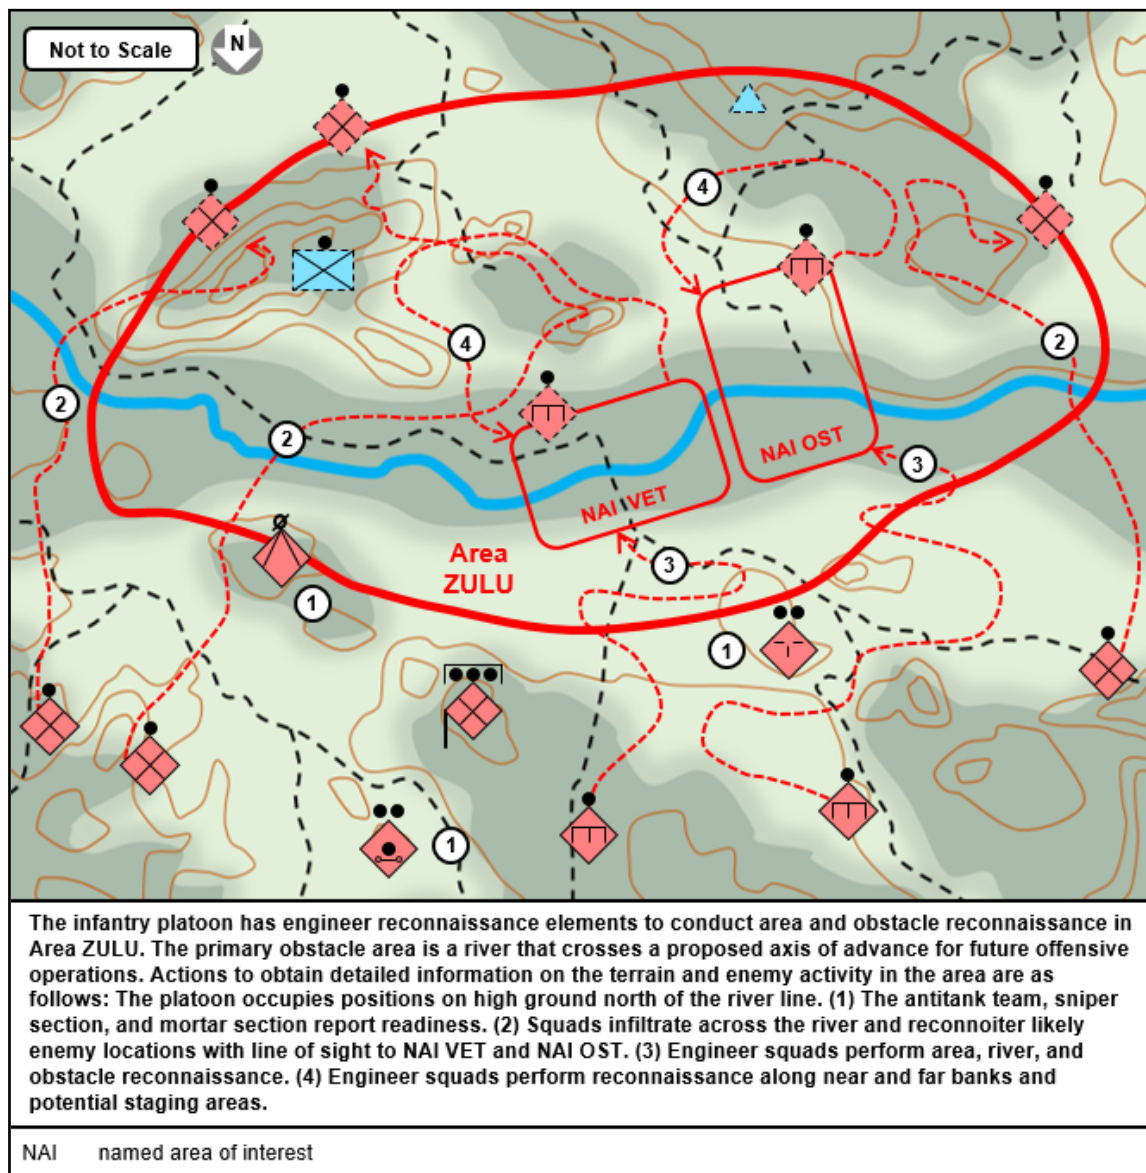 Not to Scale
N
4
2
4
2
2
NAI OST
3
NAI VET
Area
ZULU
3
1
1
1
The infantry platoon has engineer reconnaissance elements to conduct area and obstacle reconnaissance in
Area ZULU. The primary obstacle area is a river that crosses a proposed axis of advance for future offensive
operations. Actions to obtain detailed information on the terrain and enemy activity in the area are as
follows: The platoon occupies positions on high ground north of the river line. (1) The antitank team, sniper
section, and mortar section report readiness. (2) Squads infiltrate across the river and reconnoiter likely
enemy locations with line of sight to NAI VET and NAI OST. (3) Engineer squads perform area, river, and
obstacle reconnaissance. (4) Engineer squads perform reconnaissance along near and far banks and
potential staging areas.
NAI named area of interest